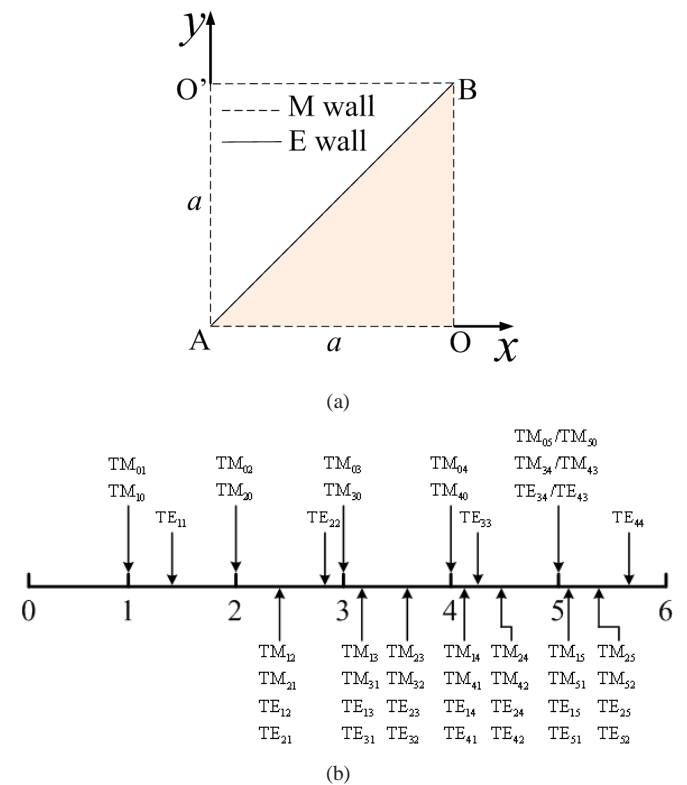 y
O'
B
M wall
E wall
a
A
a
O
x
(a)
TM₀₅/TM₅₀
TM₀₁ TM₀₂ TM₀₃ TM₀₄ TM₃₄/TM₄₃
TM₁₀ TM₂₀ TM₃₀ TM₄₀ TE₃₄/TE₄₃
TE₁₁ TE₂₂ TE₃₃ TE₄₄
0 1 2 3 4 5 6
TM₁₂ TM₁₃ TM₂₃ TM₁₄ TM₂₄ TM₁₅ TM₂₅
TM₂₁ TM₃₁ TM₃₂ TM₄₁ TM₄₂ TM₅₁ TM₅₂
TE₁₂ TE₁₃ TE₂₃ TE₁₄ TE₂₄ TE₁₅ TE₂₅
TE₂₁ TE₃₁ TE₃₂ TE₄₁ TE₄₂ TE₅₁ TE₅₂
(b)